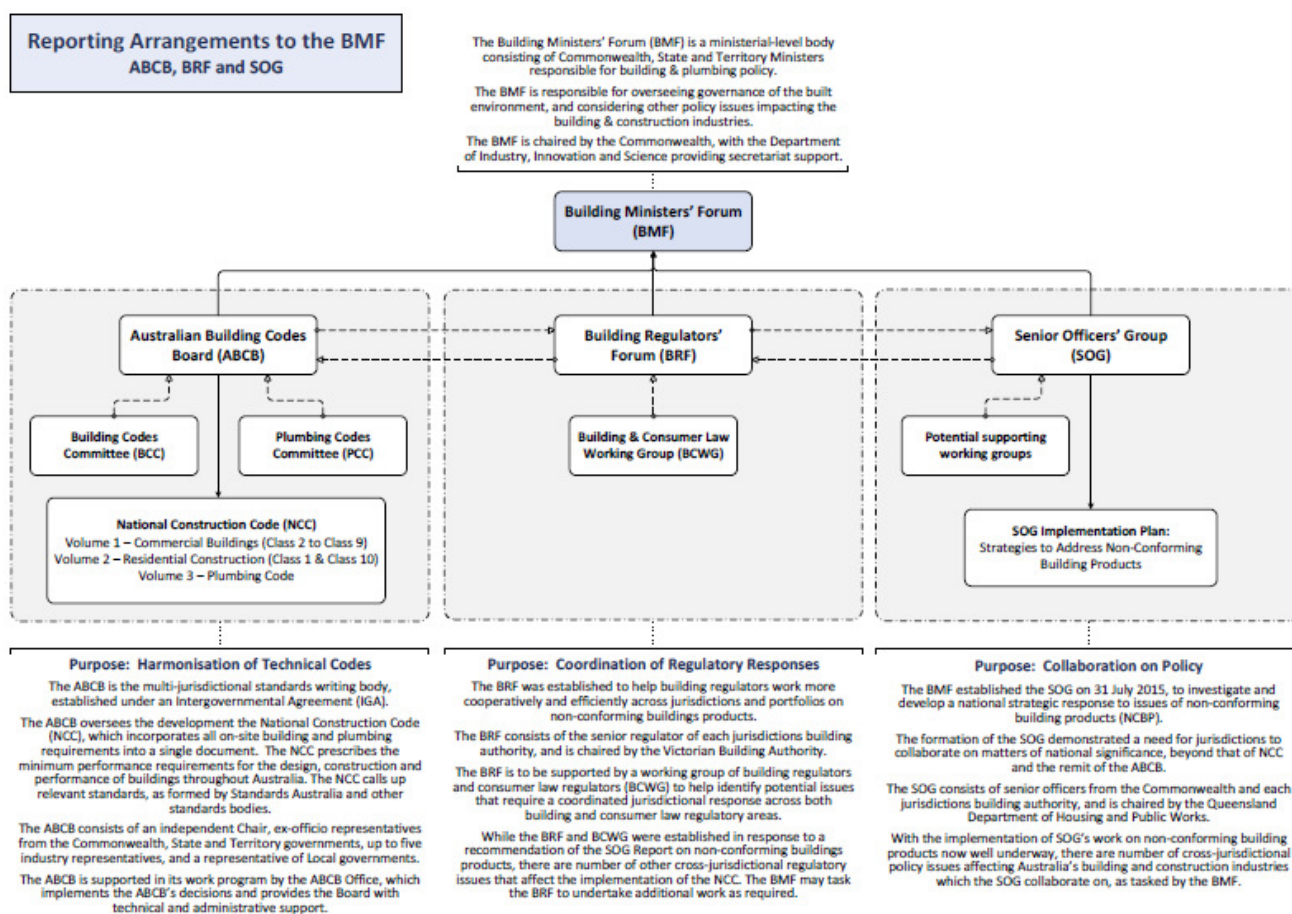 Reporting Arrangements to the BMF
ABCB, BRF and SOG
The Building Ministers' Forum (BMF) is a ministerial-level body
consisting of Commonwealth, State and Territory Ministers
responsible for building & plumbing policy.
The BMF is responsible for overseeing governance of the built
environment, and considering other policy issues impacting the
building & construction industries.
The BMF is chaired by the Commonwealth, with the Department
of Industry, Innovation and Science providing secretariat support.
Building Ministers' Forum
(BMF)
Australian Building Codes
Board (ABCB)
Building Regulators'
Forum (BRF)
Senior Officers' Group
(SOG)
Building Codes
Committee (BCC)
Plumbing Codes
Committee (PCC)
Building & Consumer Law
Working Group (BCWG)
Potential supporting
working groups
National Construction Code (NCC)
Volume 1 – Commercial Buildings (Class 2 to Class 9)
Volume 2 – Residential Construction (Class 1 & Class 10)
Volume 3 – Plumbing Code
SOG Implementation Plan:
Strategies to Address Non-Conforming
Building Products
Purpose: Harmonisation of Technical Codes
The ABCB is the multi-jurisdictional standards writing body,
established under an Intergovernmental Agreement (IGA).
The ABCB oversees the development the National Construction Code
(NCC), which incorporates all on-site building and plumbing
requirements into a single document. The NCC prescribes the
minimum performance requirements for the design, construction and
performance of buildings throughout Australia. The NCC calls up
relevant standards, as formed by Standards Australia and other
standards bodies.
The ABCB consists of an independent Chair, ex-officio representatives
from the Commonwealth, State and Territory governments, up to five
industry representatives, and a representative of Local governments.
The ABCB is supported in its work program by the ABCB Office, which
implements the ABCB's decisions and provides the Board with
technical and administrative support.
Purpose: Coordination of Regulatory Responses
The BRF was established to help building regulators work more
cooperatively and efficiently across jurisdictions and portfolios on
non-conforming buildings products.
The BRF consists of the senior regulator of each jurisdictions building
authority, and is chaired by the Victorian Building Authority.
The BRF is to be supported by a working group of building regulators
and consumer law regulators (BCWG) to help identify potential issues
that require a coordinated jurisdictional response across both
building and consumer law regulatory areas.
While the BRF and BCWG were established in response to a
recommendation of the SOG Report on non-conforming buildings
products, there are number of other cross-jurisdictional regulatory
issues that affect the implementation of the NCC. The BMF may task
the BRF to undertake additional work as required.
Purpose: Collaboration on Policy
The BMF established the SOG on 31 July 2015, to investigate and
develop a national strategic response to issues of non-conforming
building products (NCBP).
The formation of the SOG demonstrated a need for jurisdictions to
collaborate on matters of national significance, beyond that of NCC
and the remit of the ABCB.
The SOG consists of senior officers from the Commonwealth and each
jurisdictions building authority, and is chaired by the Queensland
Department of Housing and Public Works.
With the implementation of SOG's work on non-conforming building
products now well underway, there are number of cross-jurisdictional
policy issues affecting Australia's building and construction industries
which the SOG collaborate on, as tasked by the BMF.